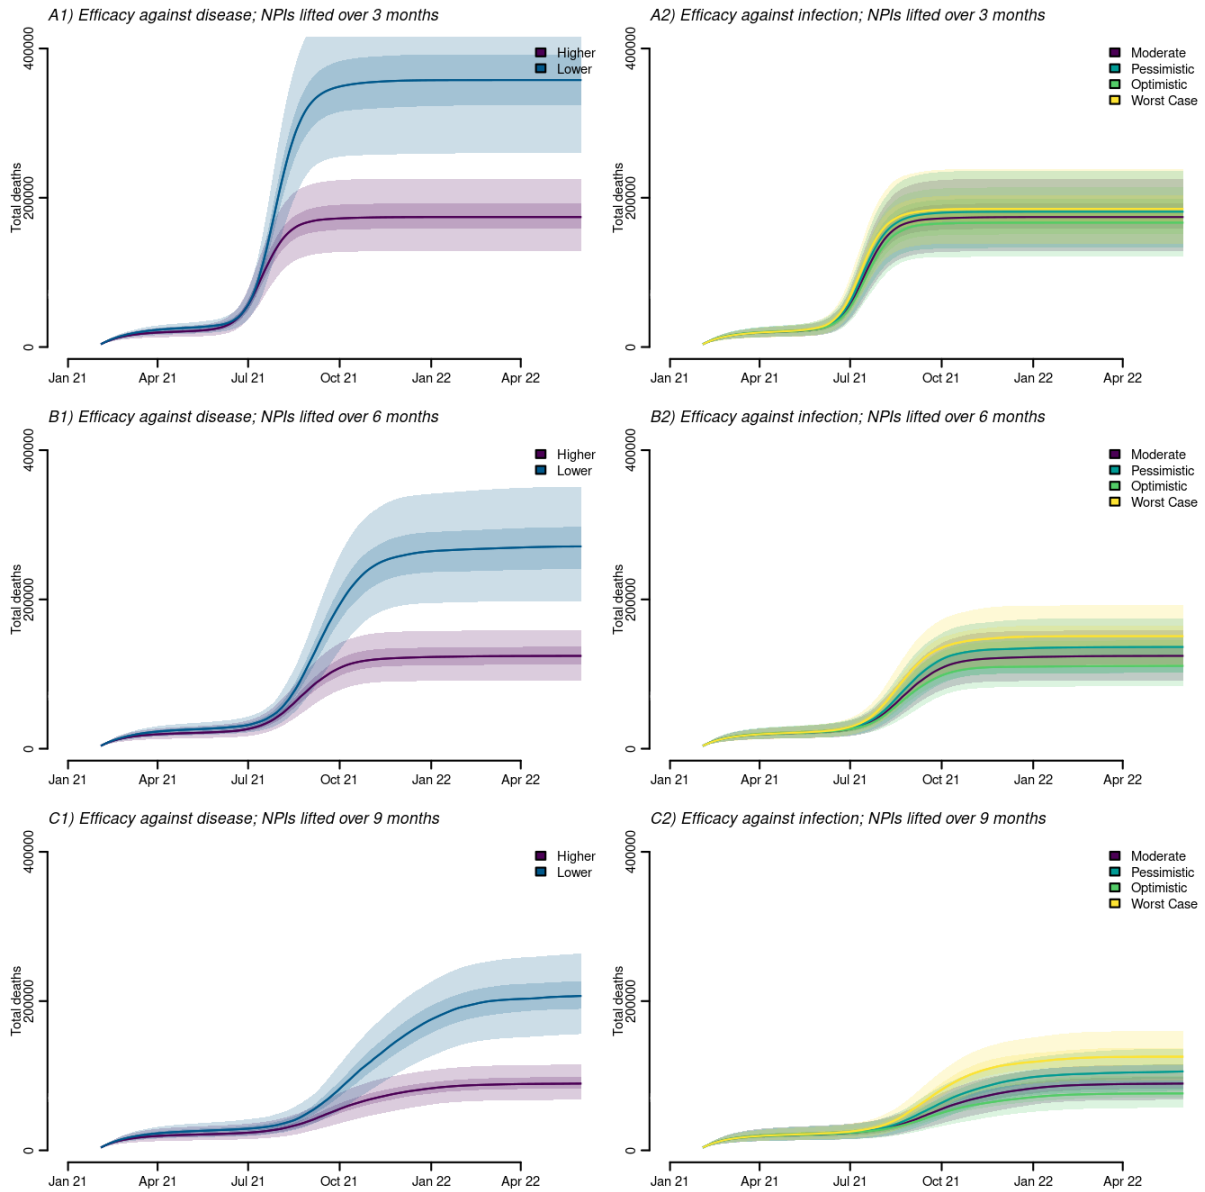 A1) Efficacy against disease; NPIs lifted over 3 months
Higher
Lower
Total deaths
400000
200000
0
Jan 21 Apr 21 Jul 21 Oct 21 Jan 22 Apr 22
A2) Efficacy against infection; NPIs lifted over 3 months
Moderate
Pessimistic
Optimistic
Worst Case
Total deaths
400000
200000
0
Jan 21 Apr 21 Jul 21 Oct 21 Jan 22 Apr 22
B1) Efficacy against disease; NPIs lifted over 6 months
Higher
Lower
Total deaths
400000
200000
0
Jan 21 Apr 21 Jul 21 Oct 21 Jan 22 Apr 22
B2) Efficacy against infection; NPIs lifted over 6 months
Moderate
Pessimistic
Optimistic
Worst Case
Total deaths
400000
200000
0
Jan 21 Apr 21 Jul 21 Oct 21 Jan 22 Apr 22
C1) Efficacy against disease; NPIs lifted over 9 months
Higher
Lower
Total deaths
400000
200000
0
Jan 21 Apr 21 Jul 21 Oct 21 Jan 22 Apr 22
C2) Efficacy against infection; NPIs lifted over 9 months
Moderate
Pessimistic
Optimistic
Worst Case
Total deaths
400000
200000
0
Jan 21 Apr 21 Jul 21 Oct 21 Jan 22 Apr 22